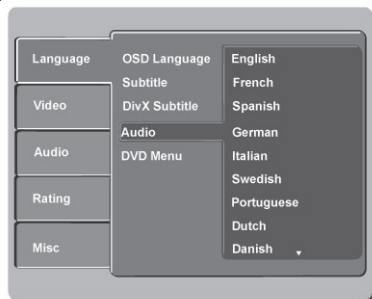 Language
Video
Audio
Rating
Misc
OSD Language
Subtitle
DivX Subtitle
Audio
DVD Menu
English
French
Spanish
German
Italian
Swedish
Portuguese
Dutch
Danish